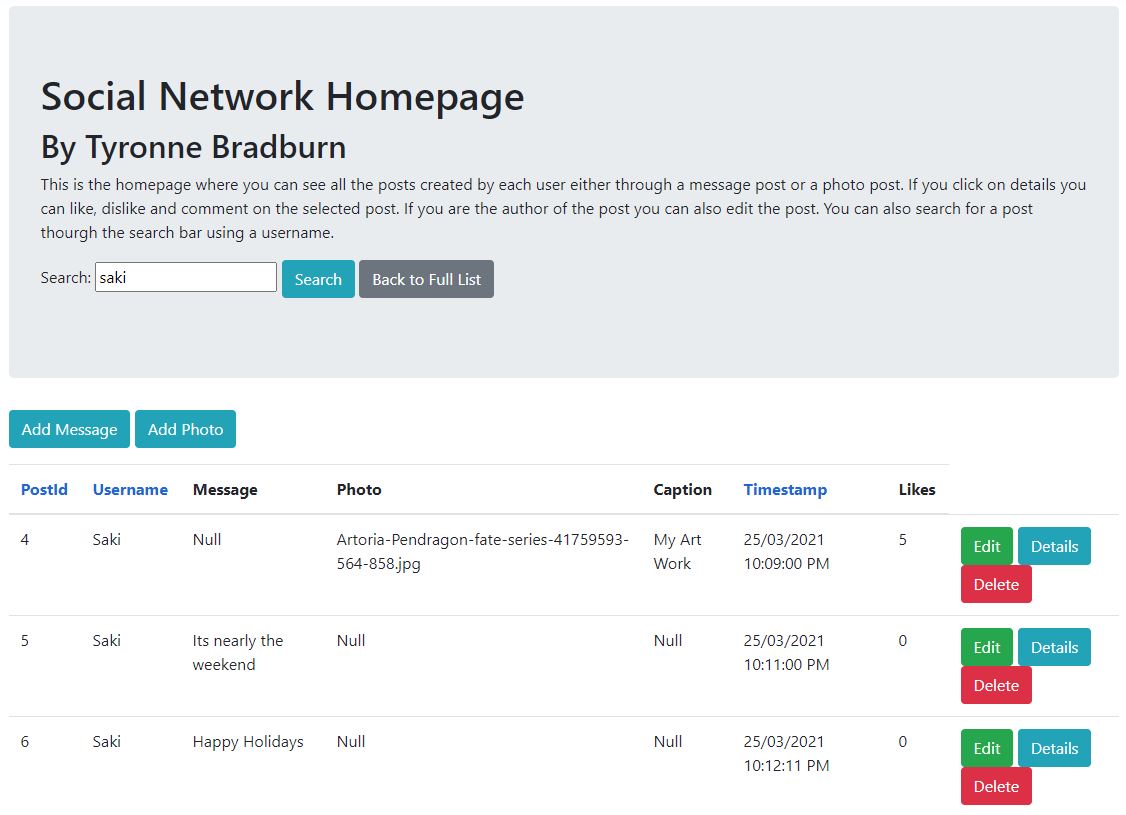 Social Network Homepage
By Tyronne Bradburn
This is the homepage where you can see all the posts created by each user either through a message post or a photo post. If you click on details you
can like, dislike and comment on the selected post. If you are the author of the post you can also edit the post. You can also search for a post
thourgh the search bar using a username.
Search: saki Search Back to Full List
Add Message Add Photo
PostId Username Message Photo Caption Timestamp Likes
4 Saki Null Artoria-Pendragon-fate-series-41759593- My Art 25/03/2021 5 Edit Details
564-858.jpg Work 10:09:00 PM
Delete
5 Saki Its nearly the Null Null 25/03/2021 0 Edit Details
weekend 10:11:00 PM
Delete
6 Saki Happy Holidays Null Null 25/03/2021 0 Edit Details
10:12:11 PM
Delete